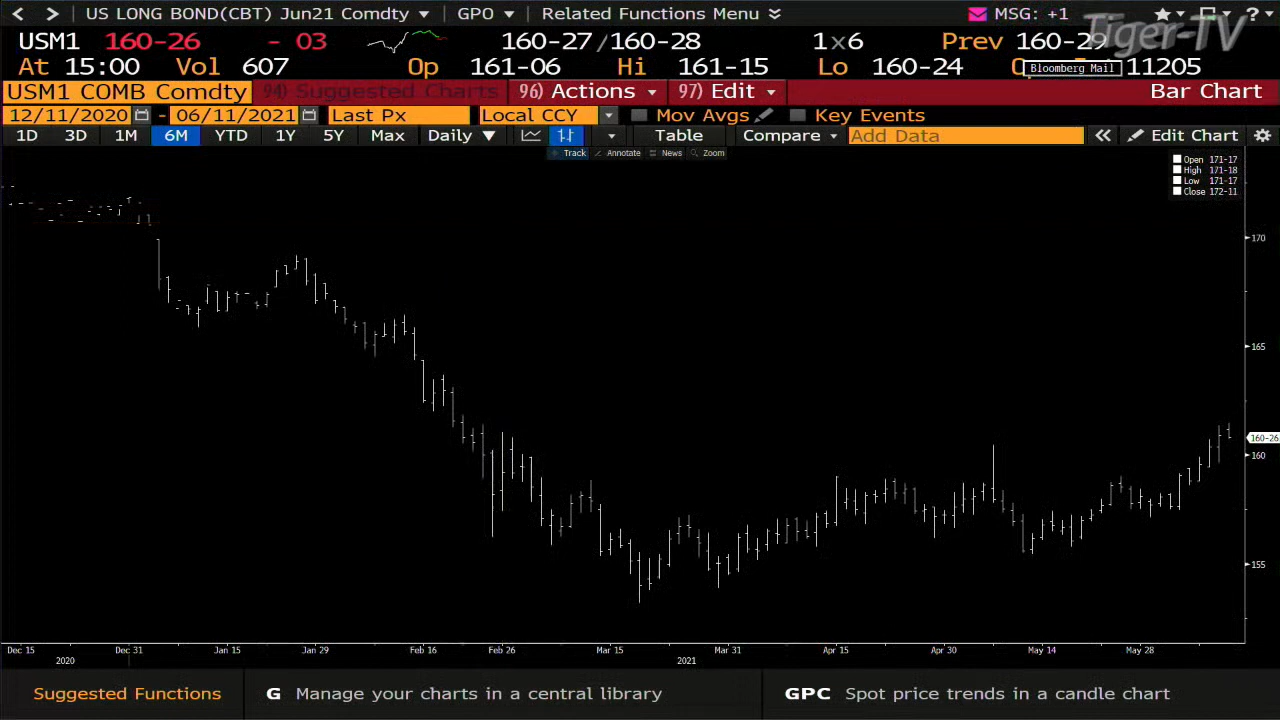 US LONG BOND(CBT) Jun21 Comdty GPO Related Functions Menu MSG: +1 ?
Tiger-TV
USM1 160-26 - 03 160-27/160-28 1x6 Prev 160-29
Bloomberg Mail
At 15:00 Vol 607 Op 161-06 Hi 161-15 Lo 160-24 11205
USM1 COMB Comdty 94) Suggested Charts 96) Actions 97) Edit Bar Chart
12/11/2020 - 06/11/2021 Last Px Local CCY Mov Avgs Key Events
1D 3D 1M 6M YTD 1Y 5Y Max Daily Table Compare Add Data Edit Chart
Track Annotate News Zoom
Open 171-17
High 171-18
Low 171-17
Close 172-11
170
165
160-26
160
155
Dec 15 Dec 31 Jan 15 Jan 29 Feb 16 Feb 26 Mar 15 Mar 31 Apr 15 Apr 30 May 14 May 28
2020 2021
Suggested Functions G Manage your charts in a central library GPC Spot price trends in a candle chart